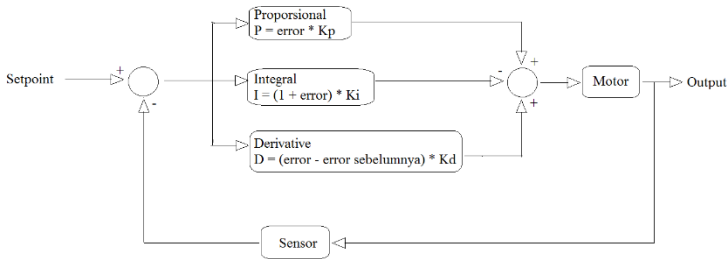 Proporsional
P = error * Kp
Setpoint
+
-
Integral
I = (1 + error) * Ki
-
+
+
Motor
Output
Derivative
D = (error - error sebelumnya) * Kd
Sensor